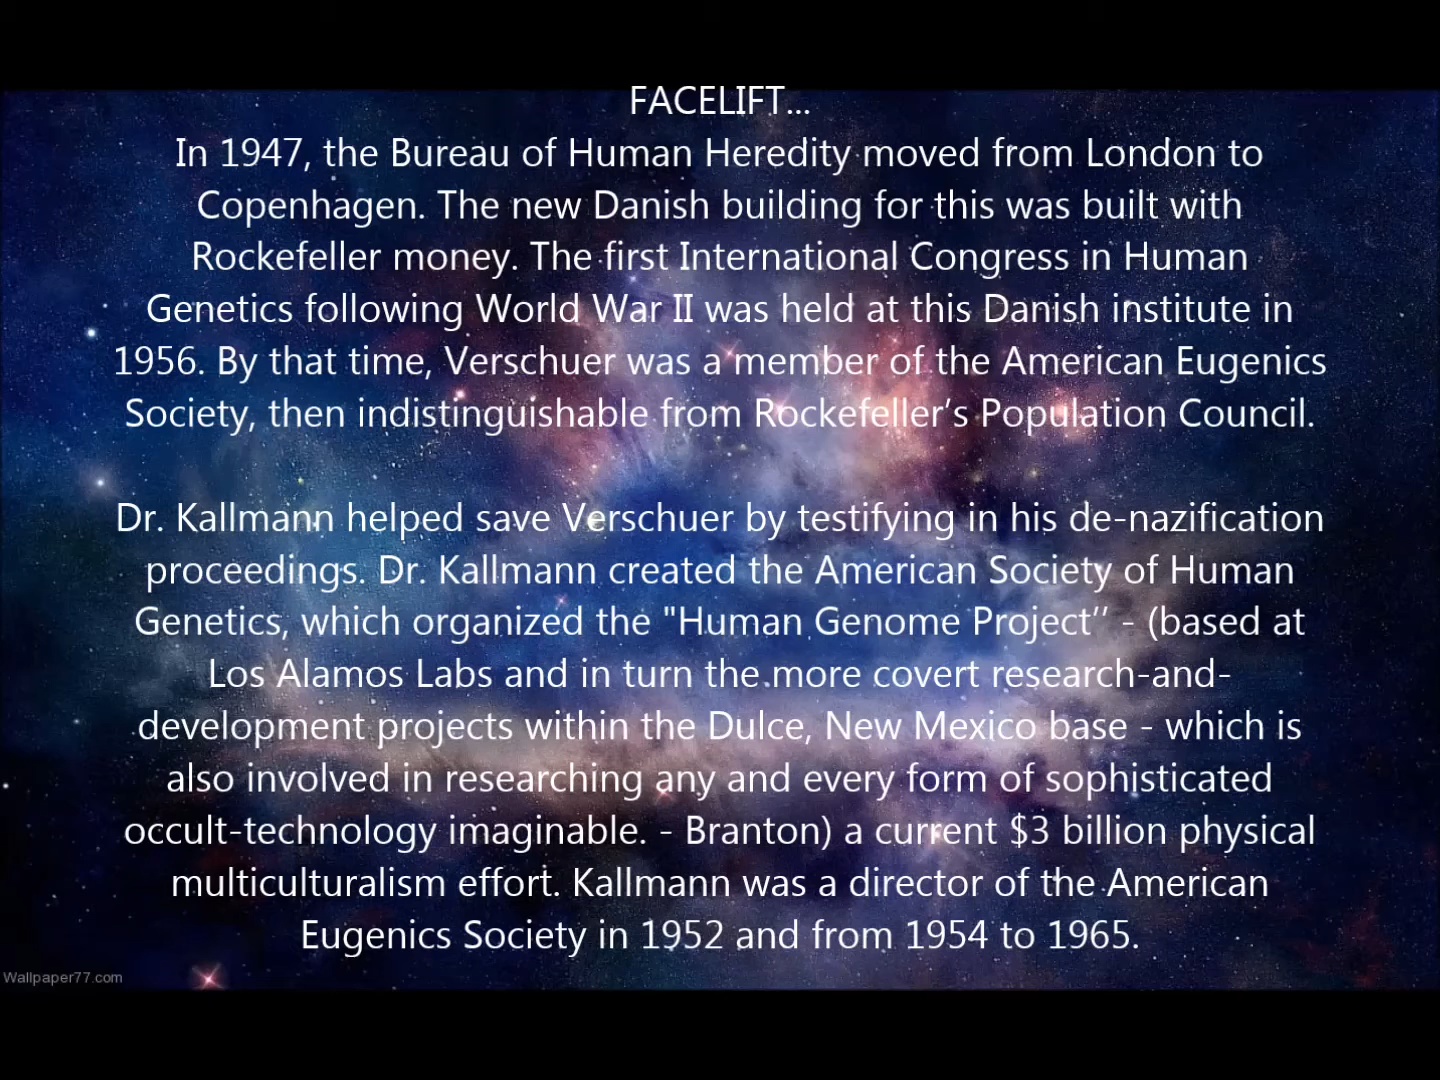 FACELIFT...
In 1947, the Bureau of Human Heredity moved from London to
Copenhagen. The new Danish building for this was built with
Rockefeller money. The first International Congress in Human
Genetics following World War II was held at this Danish institute in
1956. By that time, Verschuer was a member of the American Eugenics
Society, then indistinguishable from Rockefeller’s Population Council.
Dr. Kallmann helped save Verschuer by testifying in his de-nazification
proceedings. Dr. Kallmann created the American Society of Human
Genetics, which organized the "Human Genome Project’’ - (based at
Los Alamos Labs and in turn the more covert research-and-
development projects within the Dulce, New Mexico base - which is
also involved in researching any and every form of sophisticated
occult-technology imaginable. - Branton) a current $3 billion physical
multiculturalism effort. Kallmann was a director of the American
Eugenics Society in 1952 and from 1954 to 1965.
Wallpaper77.com